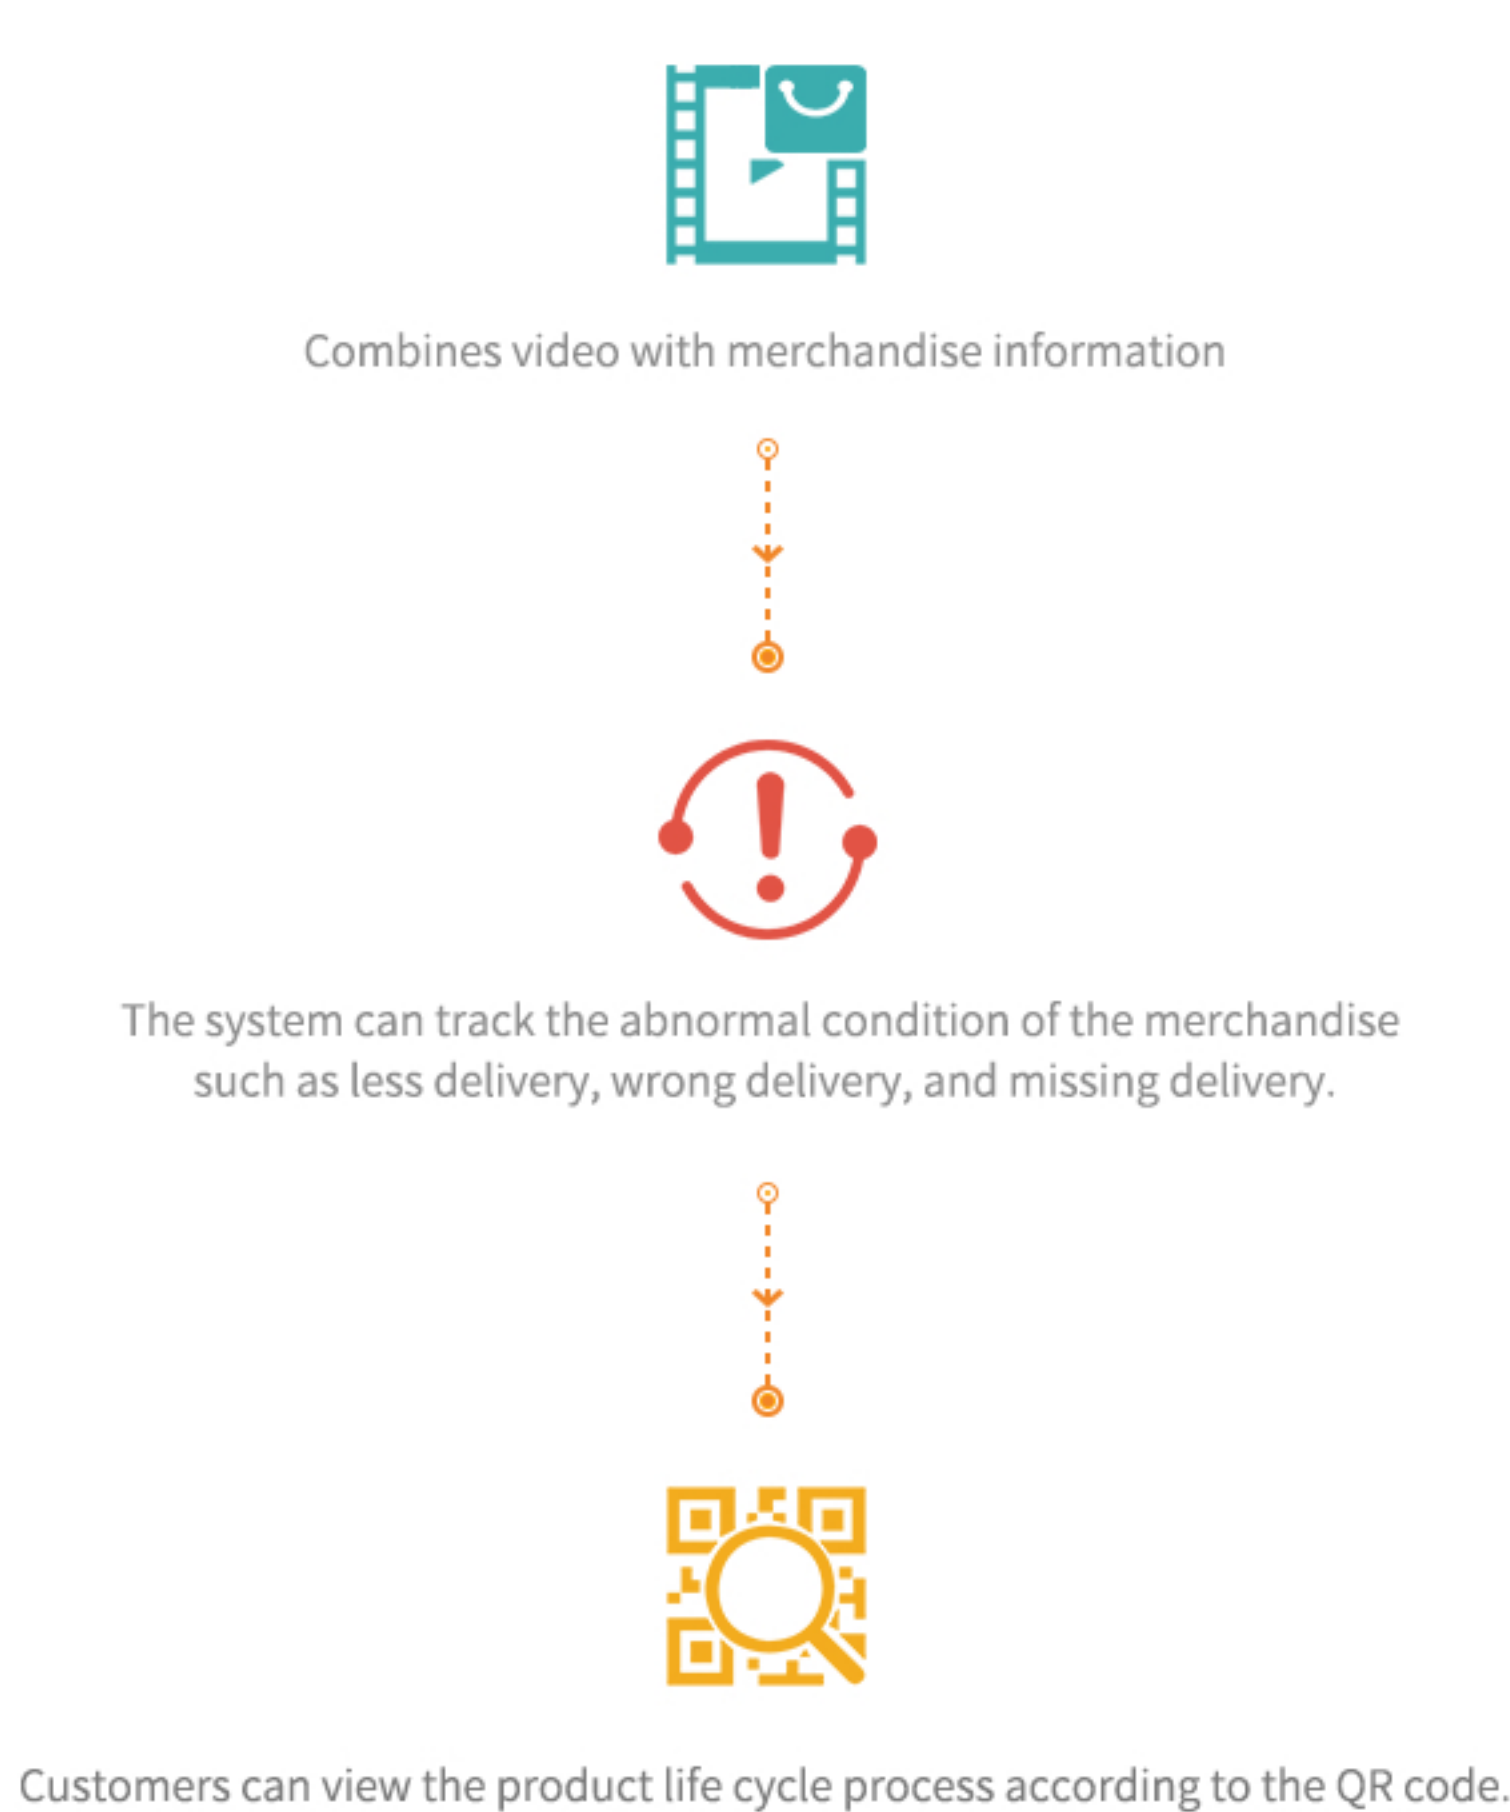 Combines video with merchandise information
The system can track the abnormal condition of the merchandise
such as less delivery, wrong delivery, and missing delivery.
Customers can view the product life cycle process according to the QR code.